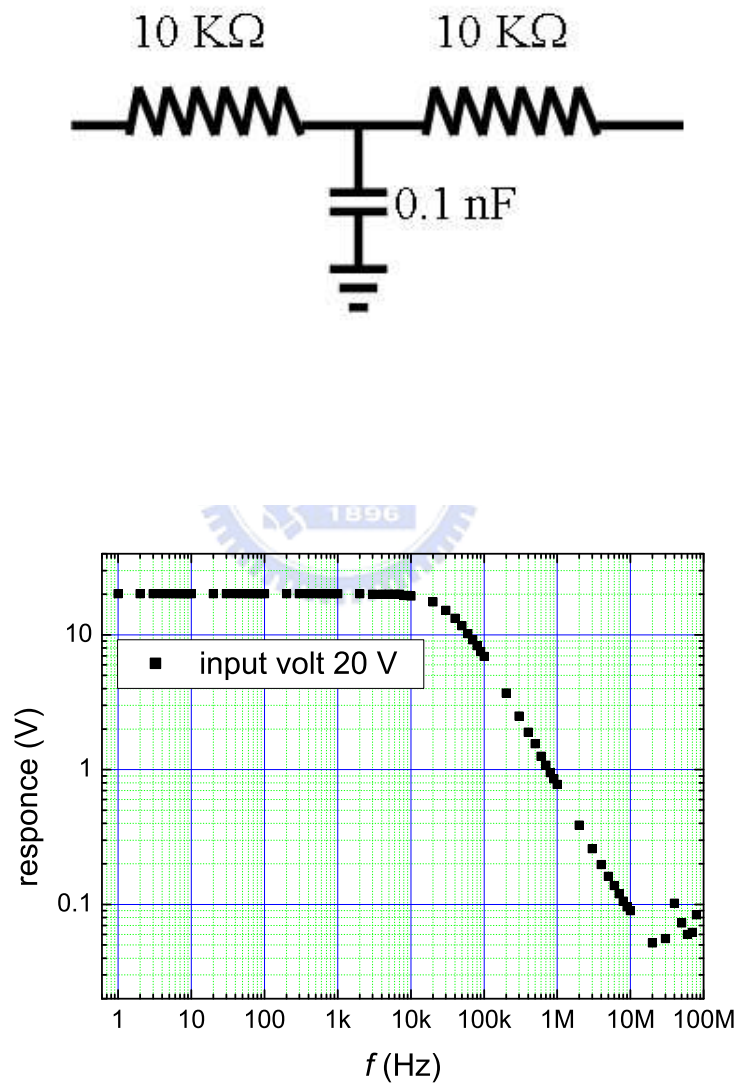 10 KΩ 10 KΩ
0.1 nF
1896
10
1
0.1
input volt 20 V
responce (V)
1 10 100 1k 10k 100k 1M 10M 100M
f (Hz)